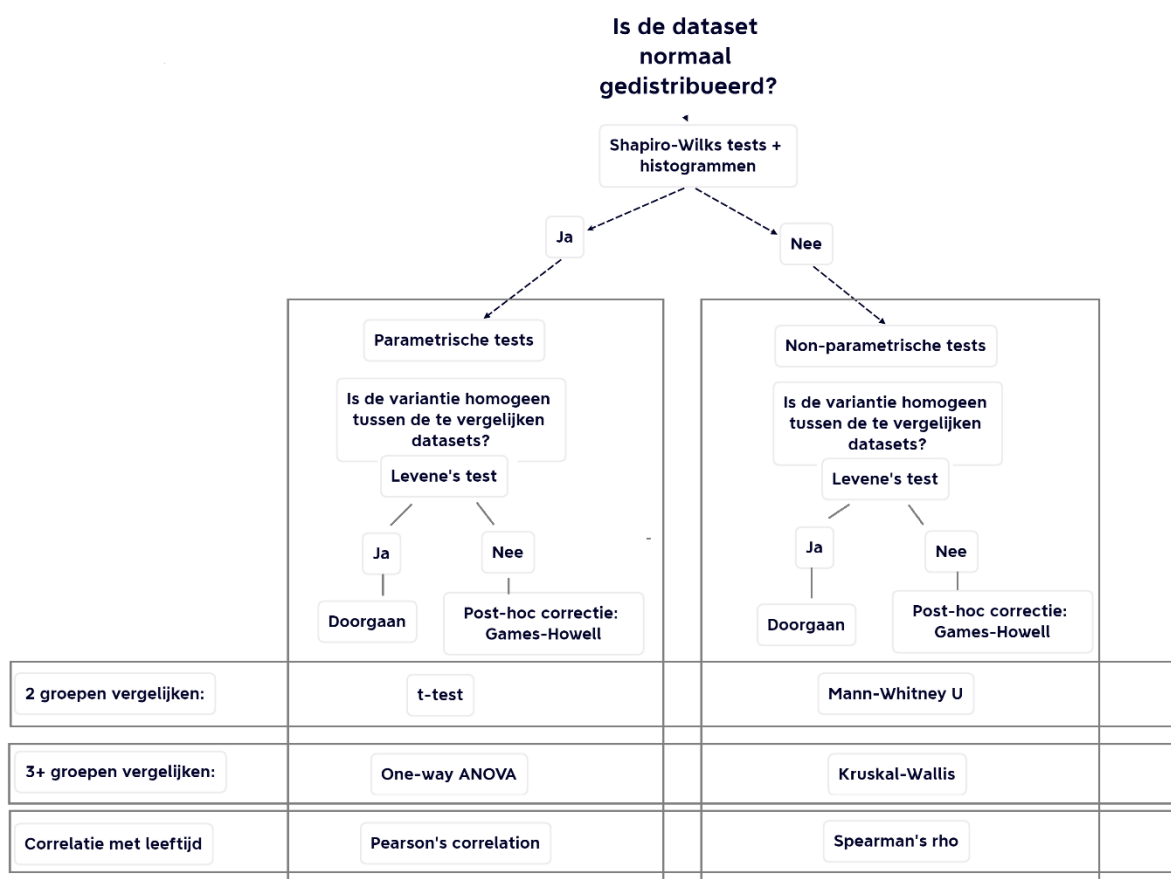 Is de dataset
normaal
gedistribueerd?
Shapiro-Wilks tests +
histogrammen
Ja
Nee
Parametrische tests
Is de variantie homogeen
tussen de te vergelijken
datasets?
Levene's test
Ja
Nee
Doorgaan
Post-hoc correctie:
Games-Howell
Non-parametrische tests
Is de variantie homogeen
tussen de te vergelijken
datasets?
Levene's test
Ja
Nee
Doorgaan
Post-hoc correctie:
Games-Howell
2 groepen vergelijken:
t-test
Mann-Whitney U
3+ groepen vergelijken:
One-way ANOVA
Kruskal-Wallis
Correlatie met leeftijd
Pearson's correlation
Spearman's rho